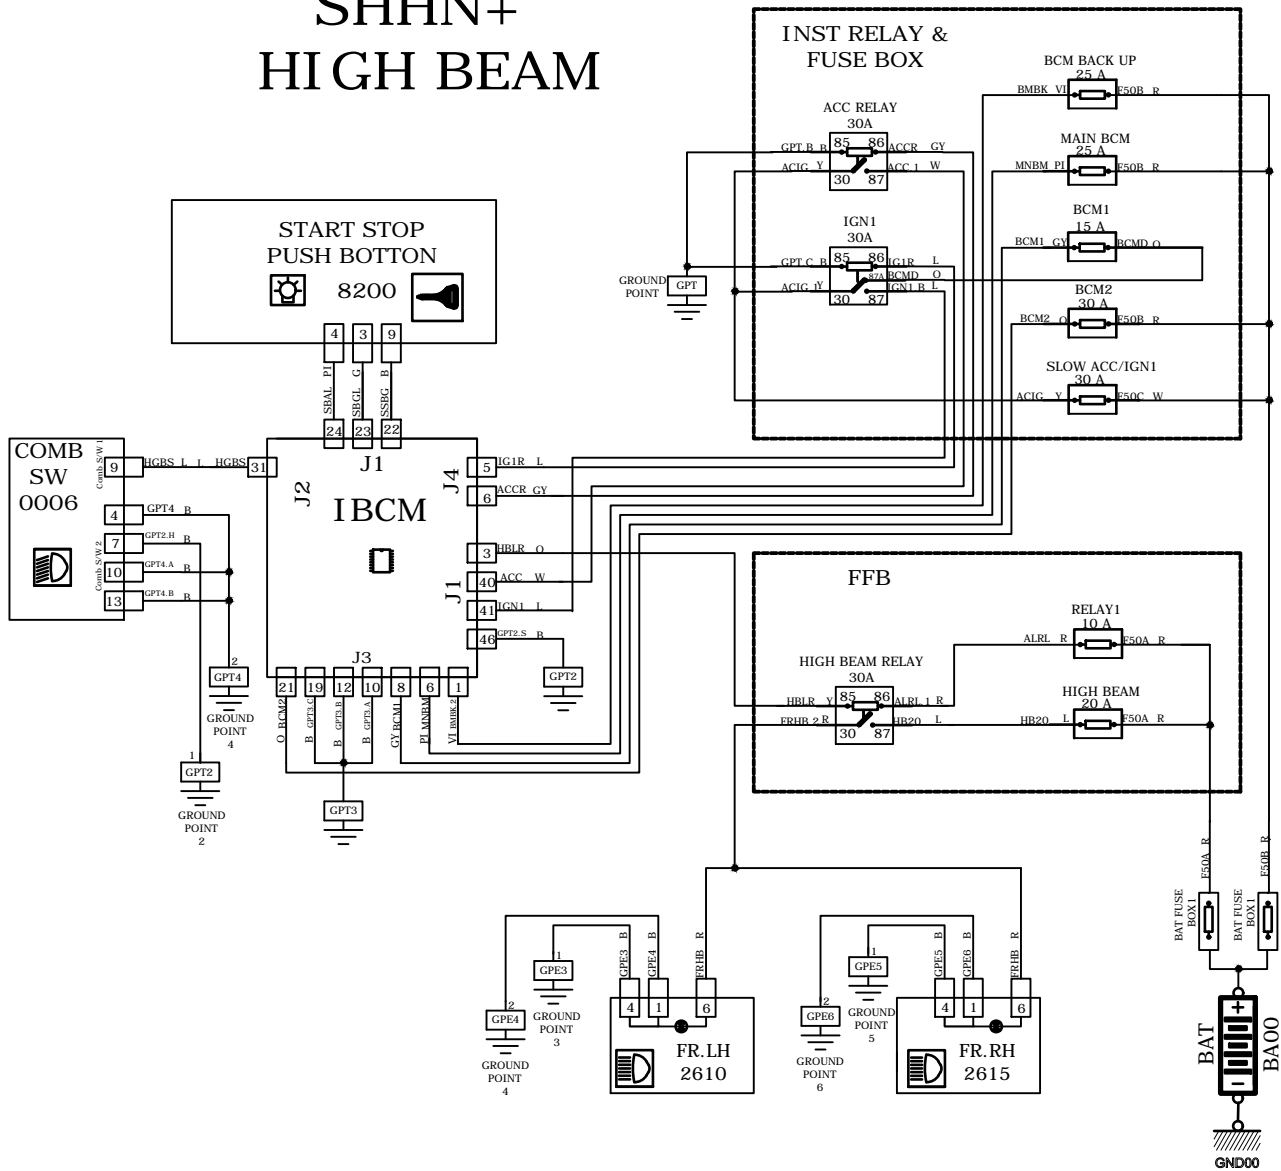 SHHN+
HIGH BEAM
INST RELAY &
FUSE BOX
ACC RELAY
30A
85 86
30 87
GPT.B B
ACIG Y
ACCR GY
ACC.1 W
IGN1
30A
85 86
87A
30 87
GPT.C B
ACIG.1 Y
IG1R L
BCMD O
IGN1.B L
GROUND
POINT
GPT
BCM BACK UP
25 A
BMBK VI
F50B R
MAIN BCM
25 A
MNBM PI
F50B R
BCM1
15 A
BCM1 GY
BCMD O
BCM2
30 A
BCM2 O
F50B R
SLOW ACC/IGN1
30 A
ACIG Y
F50C W
START STOP
PUSH BOTTON
8200
4 3 9
SBAL PI
SBGL G
SSBG B
24 23 22
COMB
SW
0006
Comb S/W1
9
HGBS L L HGBS
31
Comb S/W2
4
GPT4 B
7
GPT2.H B
10
GPT4.A B
13
GPT4.B B
J1
J2
J4
IBCM
J1
J3
5
IG1R L
6
ACCR GY
3
HBLR O
40
ACC W
41
IGN1 L
46
GPT2.S B
GPT2
21 19 12 10 8 6 1
O BCM2
B GPT3.C
B GPT3.B
B GPT3.A
GY BCM1
PI MNBM
VI BMBK.2
2
GPT4
GROUND
POINT
4
1
GPT2
GROUND
POINT
2
GPT3
FFB
HIGH BEAM RELAY
30A
85 86
30 87
HBLR Y
FRHB.2 R
ALRL.1 R
HB20 L
RELAY1
10 A
ALRL R
F50A R
HIGH BEAM
20 A
HB20 L
F50A R
F50A R
F50B R
BAT FUSE
BOX1
BAT FUSE
BOX1
GPE3 B
GPE4 B
FRHB R
1
GPE3
GROUND
POINT
3
2
GPE4
GROUND
POINT
4
4 1 6
FR.LH
2610
GPE5 B
GPE6 B
FRHB R
1
GPE5
GROUND
POINT
5
2
GPE6
GROUND
POINT
6
4 1 6
FR.RH
2615
BAT
BA00
+
−
GND00